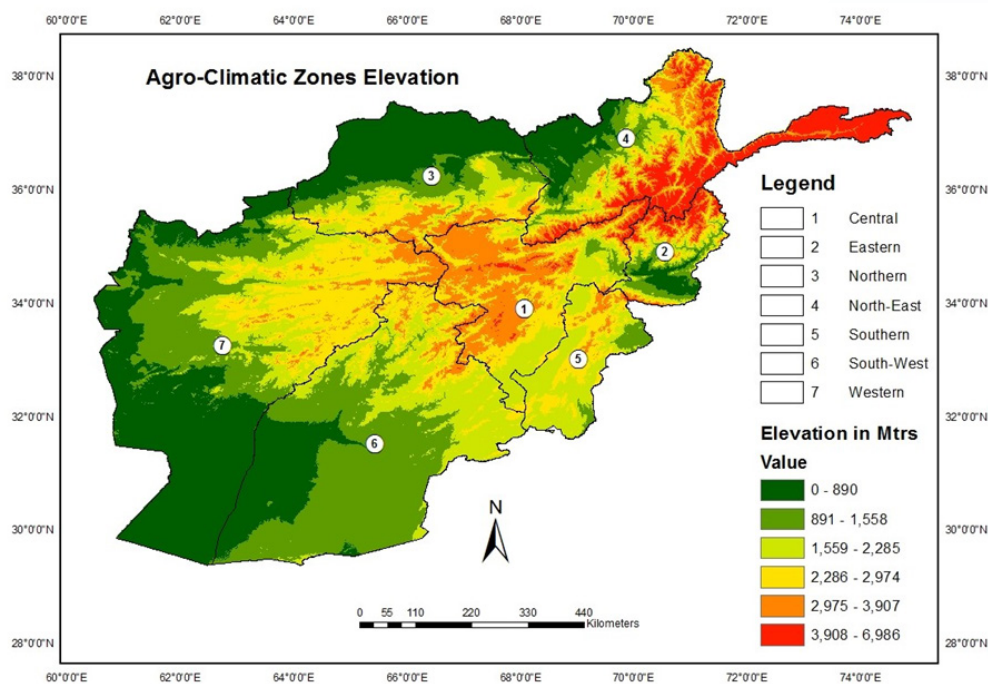 60°0'0"E 62°0'0"E 64°0'0"E 66°0'0"E 68°0'0"E 70°0'0"E 72°0'0"E 74°0'0"E
38°0'0"N 38°0'0"N
Agro-Climatic Zones Elevation
4
36°0'0"N 36°0'0"N
3
Legend
1 Central
2 Eastern
3 Northern
4 North-East
5 Southern
6 South-West
7 Western
2
34°0'0"N 34°0'0"N
1
7
5
32°0'0"N 32°0'0"N
6
Elevation in Mtrs
Value
0 - 890
891 - 1,558
1,559 - 2,285
2,286 - 2,974
2,975 - 3,907
3,908 - 6,986
N
30°0'0"N 30°0'0"N
0 55 110 220 330 440
Kilometers
28°0'0"N 28°0'0"N
60°0'0"E 62°0'0"E 64°0'0"E 66°0'0"E 68°0'0"E 70°0'0"E 72°0'0"E 74°0'0"E